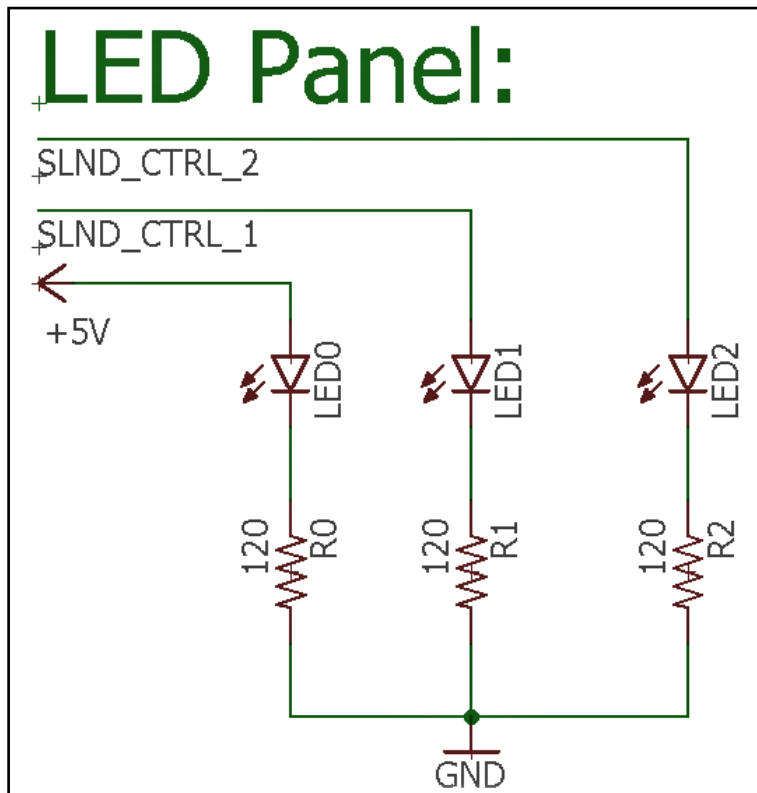 LED Panel:
SLND_CTRL_2
SLND_CTRL_1
+5V
LED0
LED1
LED2
120
R0
120
R1
120
R2
GND